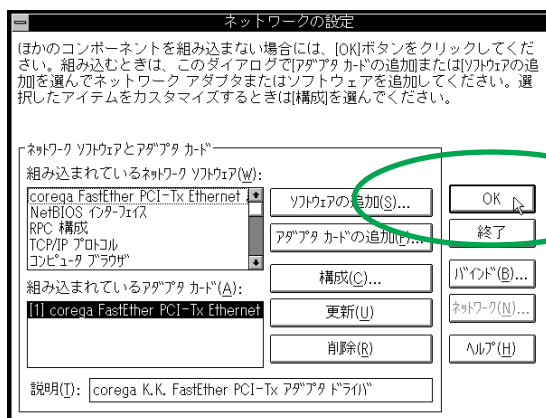 ネットワークの設定
ほかのコンポーネントを組み込まない場合には、[OK]ボタンをクリックしてくだ
さい。組み込むときは、このダイアログで[アダプタ カードの追加]または[ソフトウェアの追
加]を選んでネットワーク アダプタまたはソフトウェアを追加してください。選
択したアイテムをカスタマイズするときは[構成]を選んでください。
ネットワーク ソフトウェアとアダプタ カード
組み込まれているネットワーク ソフトウェア(W):
corega FastEther PCI-Tx Ethernet
NetBIOS インターフェイス
RPC 構成
TCP/IP プロトコル
コンピュータ ブラウザ
組み込まれているアダプタ カード(A):
[1] corega FastEther PCI-Tx Ethernet
ソフトウェアの追加(S)...
アダプタ カードの追加(P)...
構成(C)...
更新(U)
削除(R)
OK
終了
バインド(B)...
ネットワーク(N)...
ヘルプ(H)
説明(T): corega K.K. FastEther PCI-Tx アダプタ ドライバ